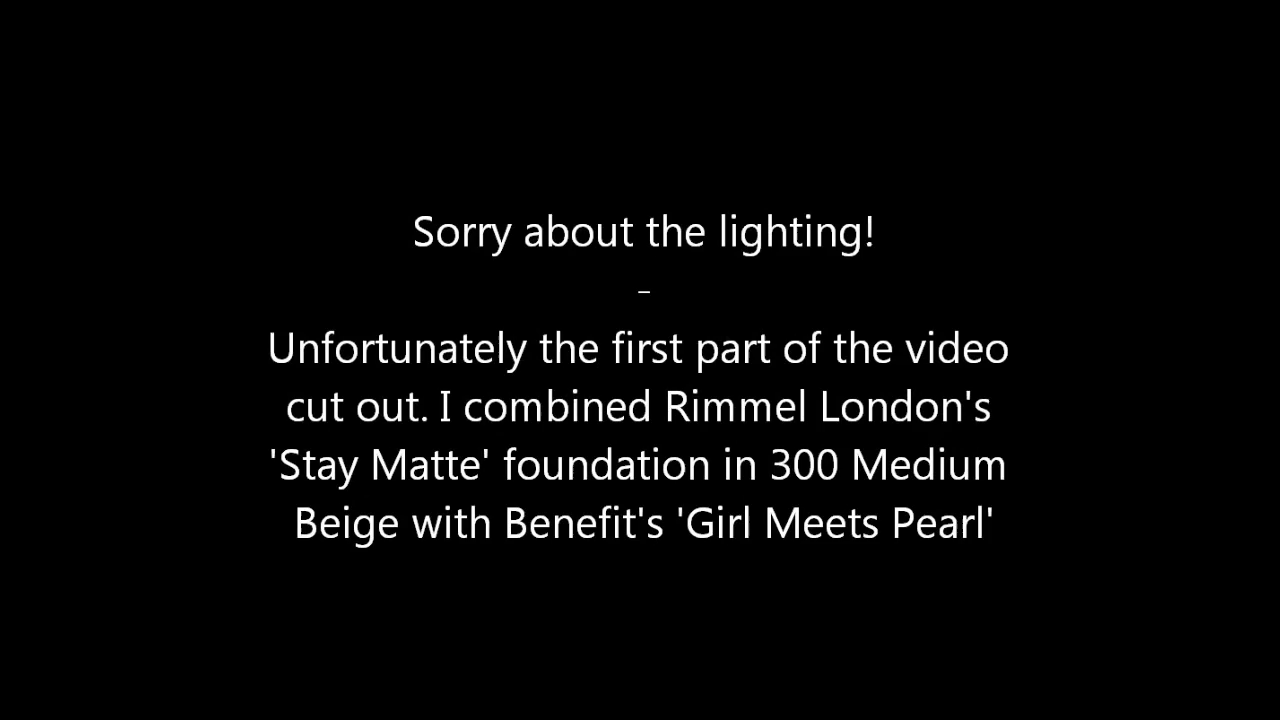 Sorry about the lighting!
-
Unfortunately the first part of the video
cut out. I combined Rimmel London's
'Stay Matte' foundation in 300 Medium
Beige with Benefit's 'Girl Meets Pearl'